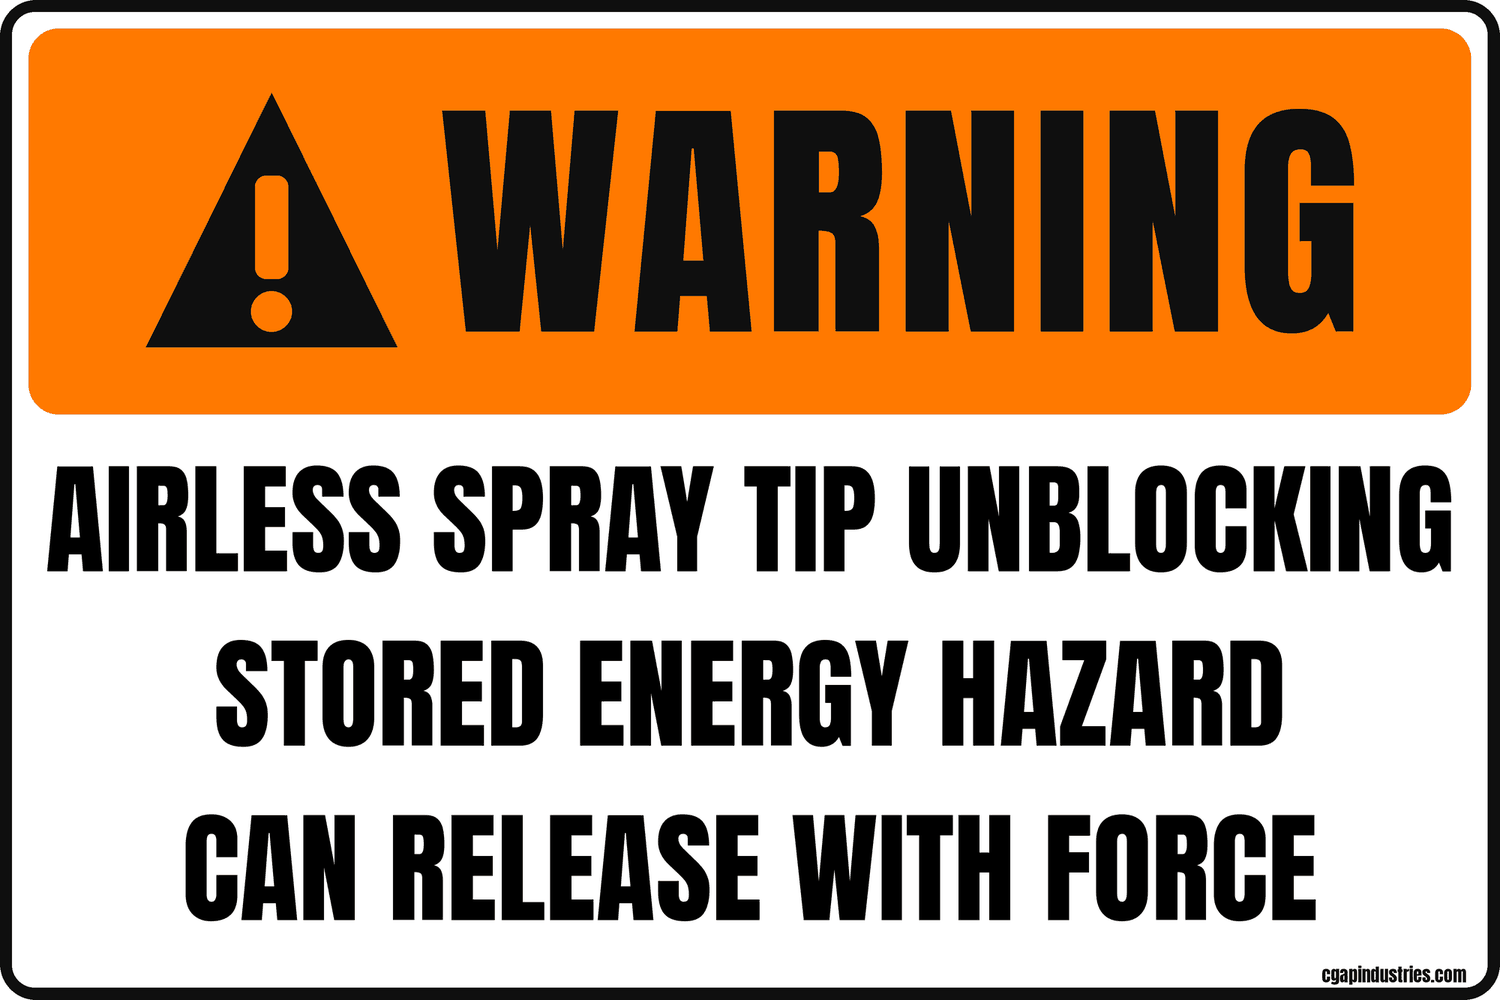 WARNING
AIRLESS SPRAY TIP UNBLOCKING
STORED ENERGY HAZARD
CAN RELEASE WITH FORCE
cgapindustries.com